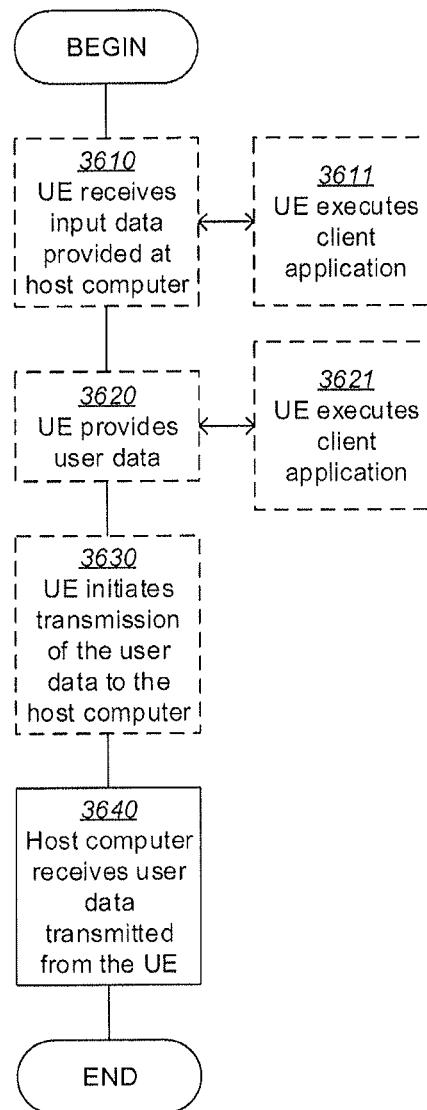 BEGIN
3610
UE receives
input data
provided at
host computer
3611
UE executes
client
application
3620
UE provides
user data
3621
UE executes
client
application
3630
UE initiates
transmission
of the user
data to the
host computer
3640
Host computer
receives user
data
transmitted
from the UE
END